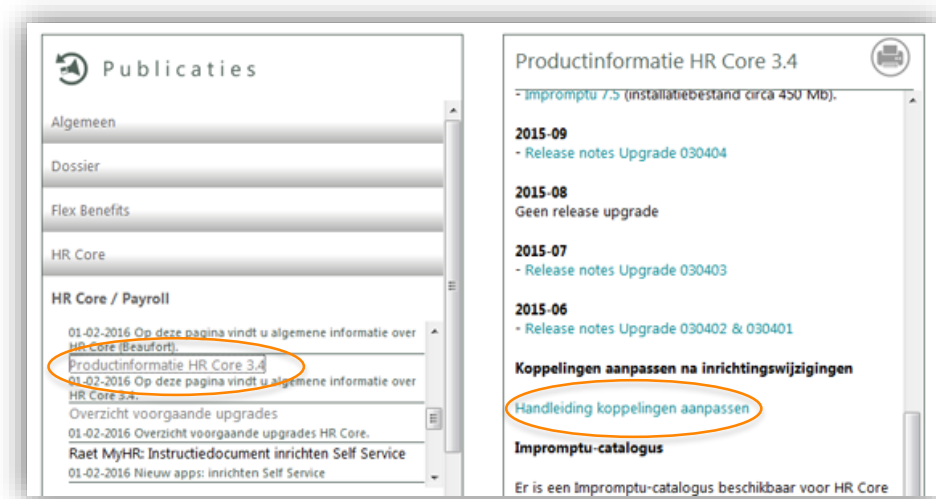 Publicaties
Algemeen
Dossier
Flex Benefits
HR Core
HR Core / Payroll
01-02-2016 Op deze pagina vindt u algemene informatie over
HR Core (Beaufort).
Productinformatie HR Core 3.4
01-02-2016 Op deze pagina vindt u algemene informatie over
HR Core 3.4.
Overzicht voorgaande upgrades
01-02-2016 Overzicht voorgaande upgrades HR Core.
Raet MyHR: Instructiedocument inrichten Self Service
01-02-2016 Nieuw apps: inrichten Self Service
Productinformatie HR Core 3.4
- Impromptu 7.5 (installatiebestand circa 450 Mb).
2015-09
- Release notes Upgrade 030404
2015-08
Geen release upgrade
2015-07
- Release notes Upgrade 030403
2015-06
- Release notes Upgrade 030402 & 030401
Koppelingen aanpassen na inrichtingswijzigingen
Handleiding koppelingen aanpassen
Impromptu-catalogus
Er is een Impromptu-catalogus beschikbaar voor HR Core